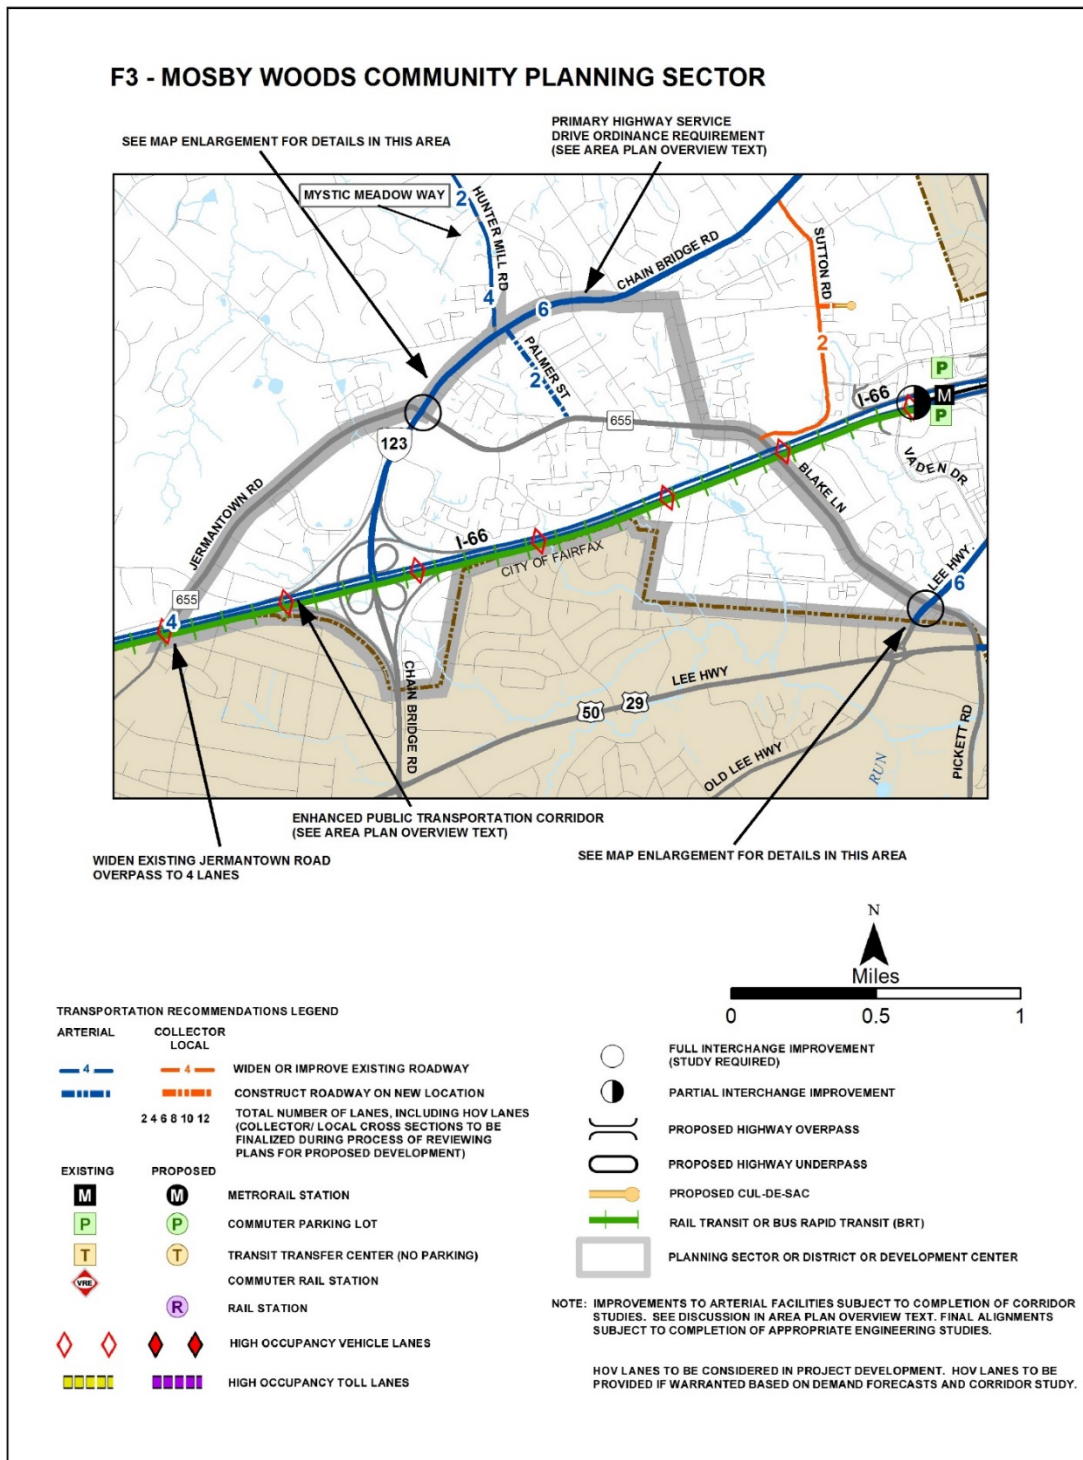 F3 - MOSBY WOODS COMMUNITY PLANNING SECTOR
SEE MAP ENLARGEMENT FOR DETAILS IN THIS AREA
PRIMARY HIGHWAY SERVICE
DRIVE ORDINANCE REQUIREMENT
(SEE AREA PLAN OVERVIEW TEXT)
MYSTIC MEADOW WAY
2
HUNTER MILL RD
4
6
CHAIN BRIDGE RD
SUTTON RD
2
PALMER ST
2
P
M
P
I-66
655
123
VADEN DR
BLAKE LN
JERMANTOWN RD
I-66
CITY OF FAIRFAX
LEE HWY.
6
655
4
CHAIN BRIDGE RD
LEE HWY
50
29
OLD LEE HWY
RUN
PICKETT RD
ENHANCED PUBLIC TRANSPORTATION CORRIDOR
(SEE AREA PLAN OVERVIEW TEXT)
WIDEN EXISTING JERMANTOWN ROAD
OVERPASS TO 4 LANES
SEE MAP ENLARGEMENT FOR DETAILS IN THIS AREA
N
Miles
0 0.5 1
TRANSPORTATION RECOMMENDATIONS LEGEND
ARTERIAL
COLLECTOR
LOCAL
4 4 WIDEN OR IMPROVE EXISTING ROADWAY
CONSTRUCT ROADWAY ON NEW LOCATION
2 4 6 8 10 12 TOTAL NUMBER OF LANES, INCLUDING HOV LANES
(COLLECTOR/ LOCAL CROSS SECTIONS TO BE
FINALIZED DURING PROCESS OF REVIEWING
PLANS FOR PROPOSED DEVELOPMENT)
EXISTING PROPOSED
M M METRORAIL STATION
P P COMMUTER PARKING LOT
T T TRANSIT TRANSFER CENTER (NO PARKING)
VRE COMMUTER RAIL STATION
R RAIL STATION
HIGH OCCUPANCY VEHICLE LANES
HIGH OCCUPANCY TOLL LANES
FULL INTERCHANGE IMPROVEMENT
(STUDY REQUIRED)
PARTIAL INTERCHANGE IMPROVEMENT
PROPOSED HIGHWAY OVERPASS
PROPOSED HIGHWAY UNDERPASS
PROPOSED CUL-DE-SAC
RAIL TRANSIT OR BUS RAPID TRANSIT (BRT)
PLANNING SECTOR OR DISTRICT OR DEVELOPMENT CENTER
NOTE: IMPROVEMENTS TO ARTERIAL FACILITIES SUBJECT TO COMPLETION OF CORRIDOR
STUDIES. SEE DISCUSSION IN AREA PLAN OVERVIEW TEXT. FINAL ALIGNMENTS
SUBJECT TO COMPLETION OF APPROPRIATE ENGINEERING STUDIES.
HOV LANES TO BE CONSIDERED IN PROJECT DEVELOPMENT. HOV LANES TO BE
PROVIDED IF WARRANTED BASED ON DEMAND FORECASTS AND CORRIDOR STUDY.